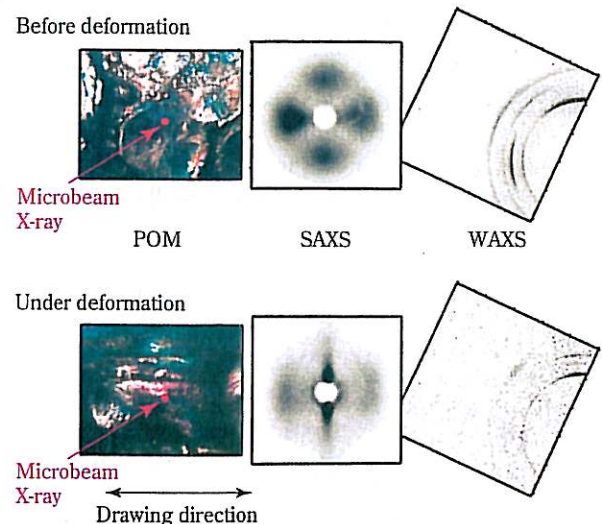 Before deformation
Microbeam
X-ray
POM
SAXS
WAXS
Under deformation
Microbeam
X-ray
Drawing direction